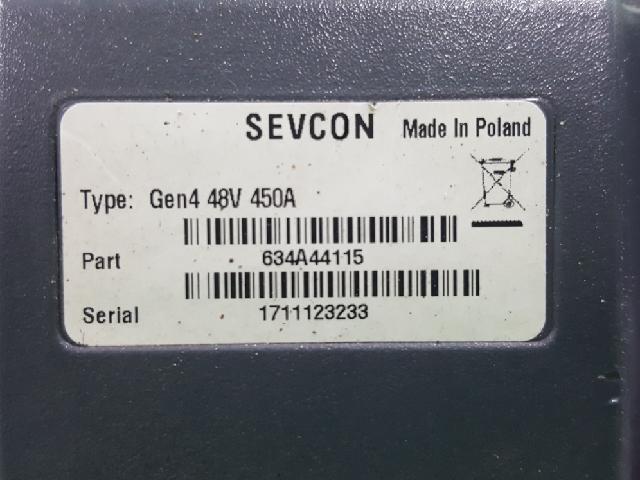 SEVCON Made In Poland
Type: Gen4 48V 450A
Part 634A44115
Serial 1711123233